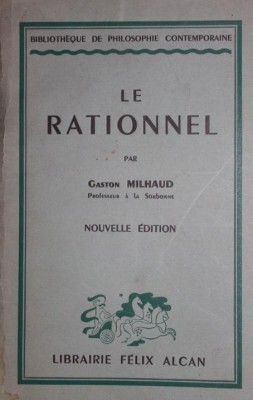 BIBLIOTHÈQUE DE PHILOSOPHIE CONTEMPORAINE
LE
RATIONNEL
PAR
GASTON MILHAUD
Professeur à la Sorbonne
NOUVELLE ÉDITION
LIBRAIRIE FÉLIX ALCAN